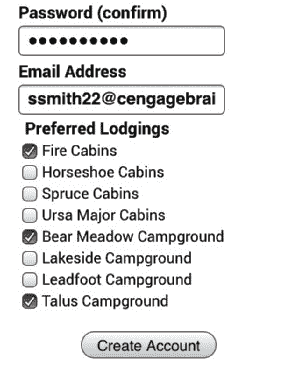 Password (confirm)
••••••••••
Email Address
ssmith22@cengagebrai
Preferred Lodgings
Fire Cabins
Horseshoe Cabins
Spruce Cabins
Ursa Major Cabins
Bear Meadow Campground
Lakeside Campground
Leadfoot Campground
Talus Campground
Create Account